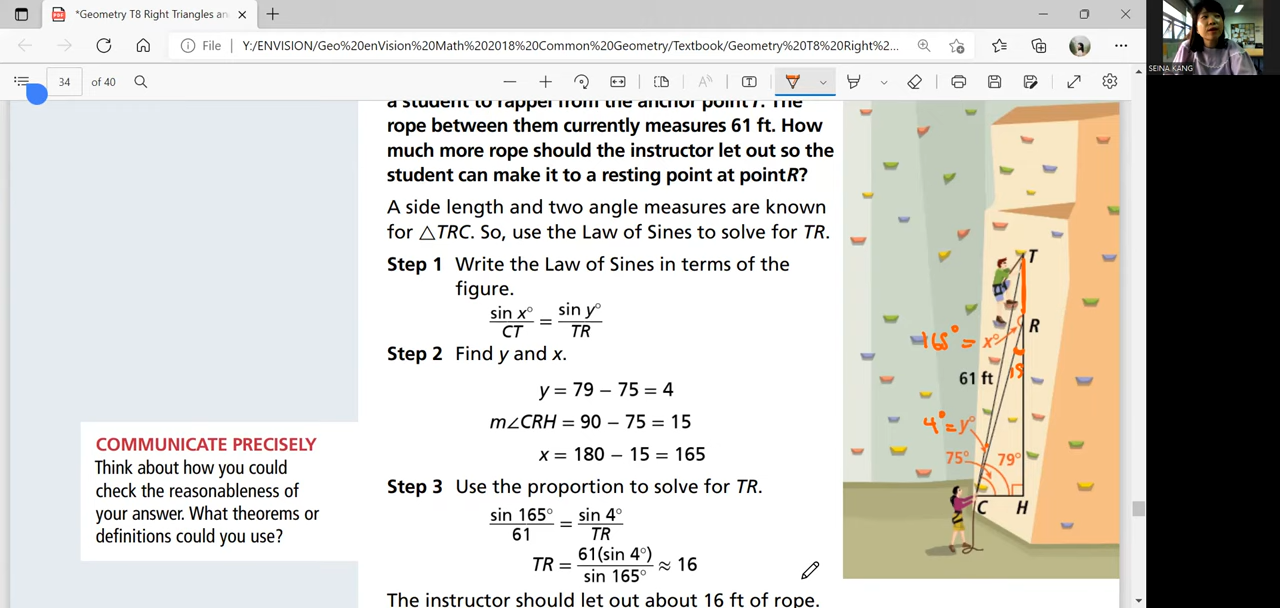 *Geometry T8 Right Triangles an
File
Y:/ENVISION/Geo%20enVision%20Math%202018%20Common%20Geometry/Textbook/Geometry%20T8%20Right%2...
SEINA KANG
34 of 40
a student to rappel from the anchor point T. The
rope between them currently measures 61 ft. How
much more rope should the instructor let out so the
student can make it to a resting point at pointR?
A side length and two angle measures are known
for △TRC. So, use the Law of Sines to solve for TR.
Step 1 Write the Law of Sines in terms of the
figure.
sin x°/CT = sin y°/TR
Step 2 Find y and x.
y = 79 − 75 = 4
m∠CRH = 90 − 75 = 15
x = 180 − 15 = 165
Step 3 Use the proportion to solve for TR.
sin 165°/61 = sin 4°/TR
TR = 61(sin 4°)/sin 165° ≈ 16
The instructor should let out about 16 ft of rope.
COMMUNICATE PRECISELY
Think about how you could
check the reasonableness of
your answer. What theorems or
definitions could you use?
T
R
165° = x°
15
61 ft
4° = y°
75° 79°
C H